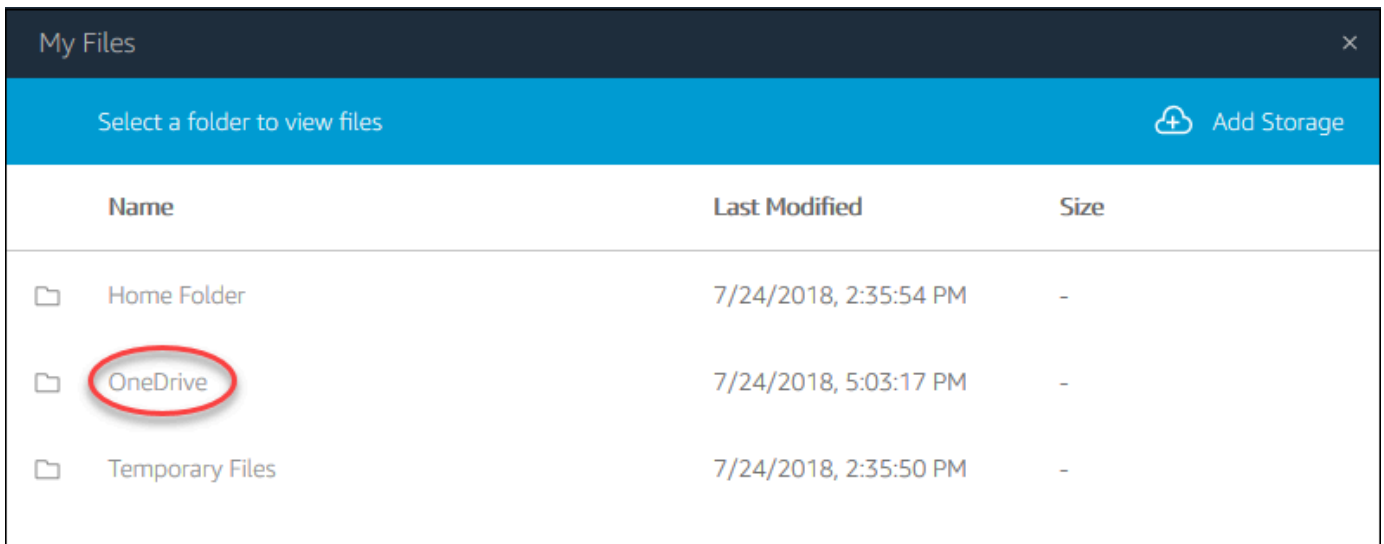 My Files ×
Select a folder to view files Add Storage
Name Last Modified Size
Home Folder 7/24/2018, 2:35:54 PM -
OneDrive 7/24/2018, 5:03:17 PM -
Temporary Files 7/24/2018, 2:35:50 PM -